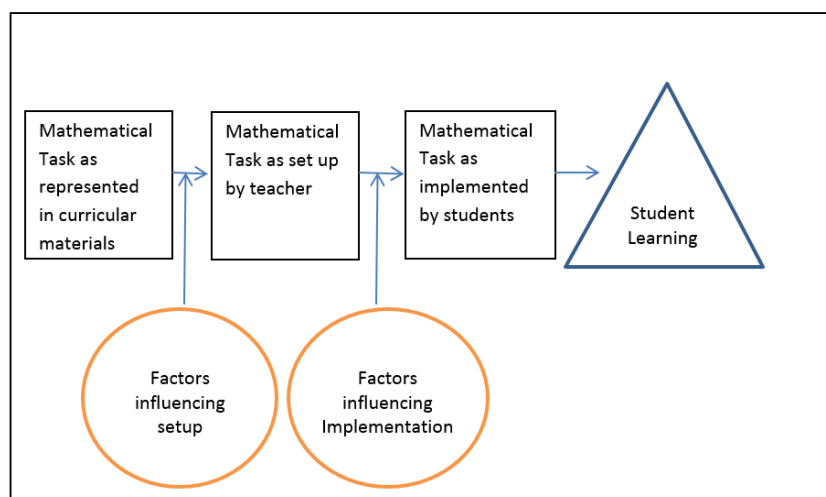 Mathematical
Task as
represented
in curricular
materials
Mathematical
Task as set up
by teacher
Mathematical
Task as
implemented
by students
Student
Learning
Factors
influencing
setup
Factors
influencing
Implementation